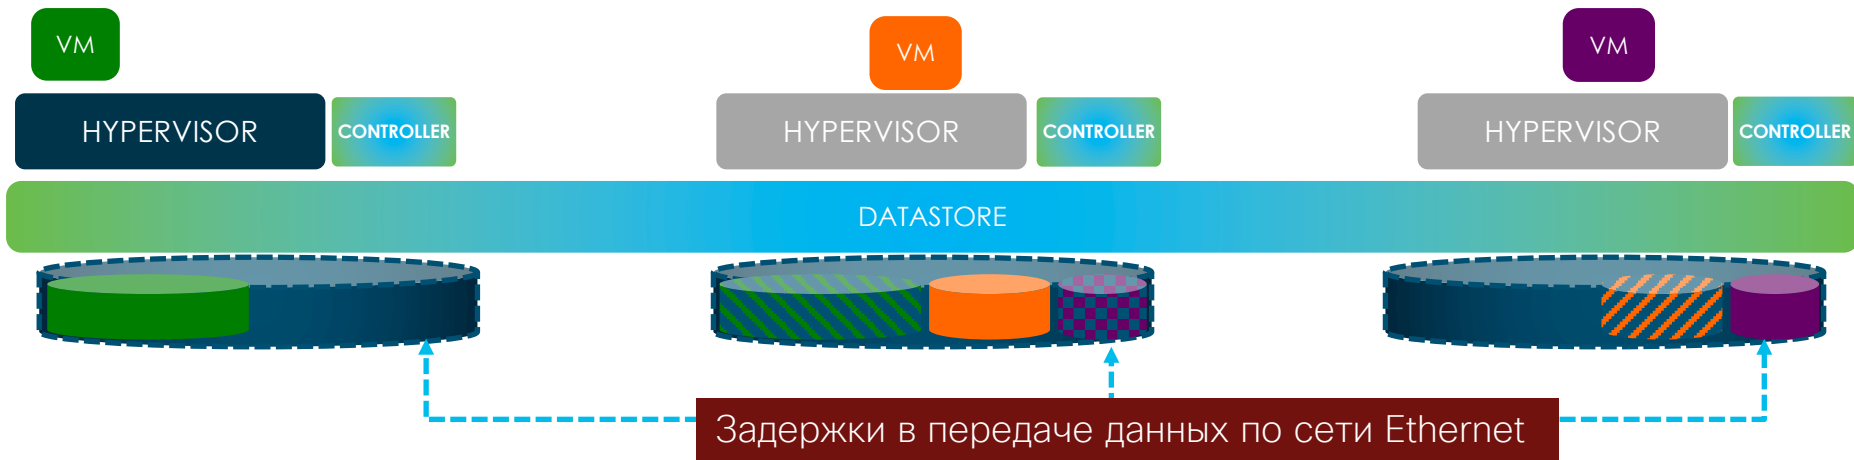 VM
VM
VM
HYPERVISOR
CONTROLLER
HYPERVISOR
CONTROLLER
HYPERVISOR
CONTROLLER
DATASTORE
Задержки в передаче данных по сети Ethernet